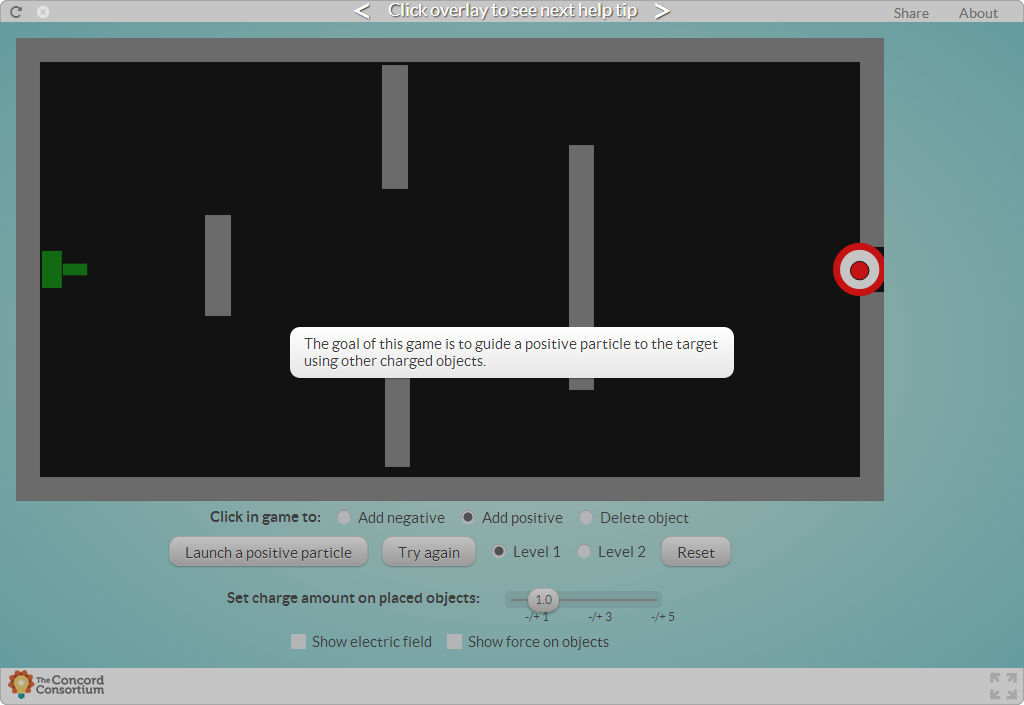 < Click overlay to see next help tip >
Share About
The goal of this game is to guide a positive particle to the target
using other charged objects.
Click in game to: Add negative Add positive Delete object
Launch a positive particle Try again Level 1 Level 2 Reset
Set charge amount on placed objects: 1.0
-/+ 1 -/+ 3 -/+ 5
Show electric field Show force on objects
The Concord
Consortium